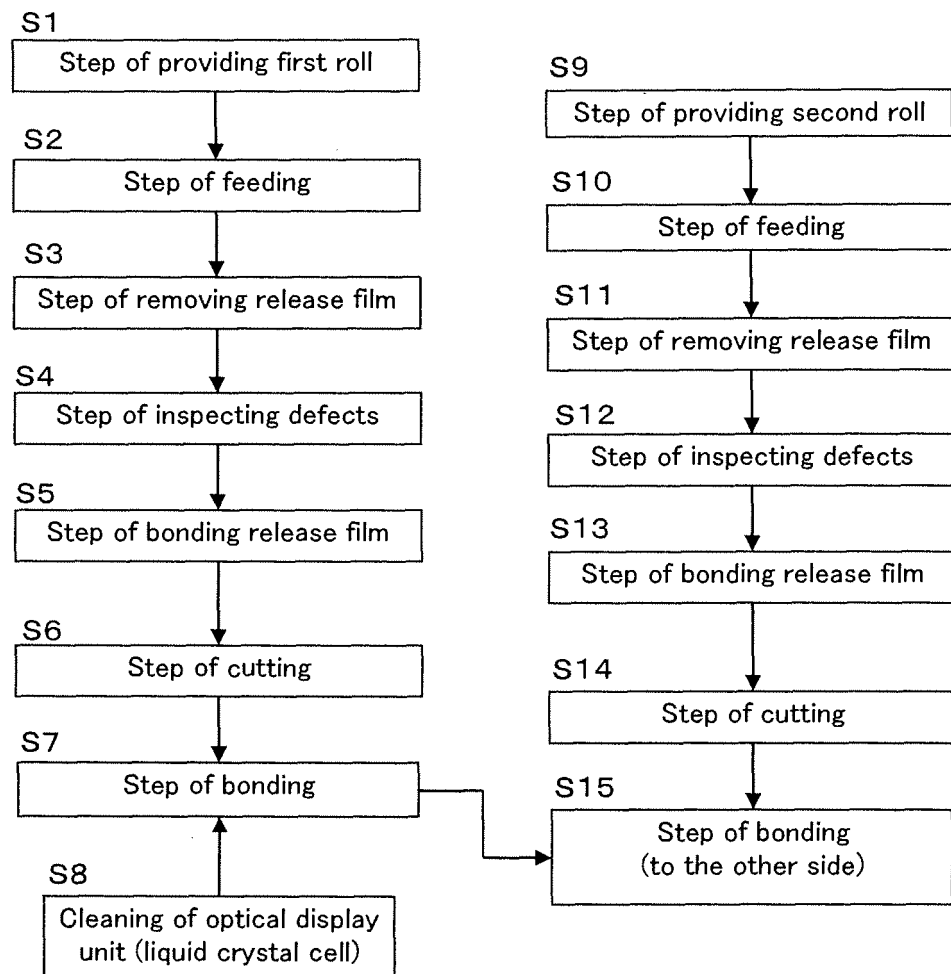 S1
Step of providing first roll
S2
Step of feeding
S3
Step of removing release film
S4
Step of inspecting defects
S5
Step of bonding release film
S6
Step of cutting
S7
Step of bonding
S8
Cleaning of optical display
unit (liquid crystal cell)
S9
Step of providing second roll
S10
Step of feeding
S11
Step of removing release film
S12
Step of inspecting defects
S13
Step of bonding release film
S14
Step of cutting
S15
Step of bonding
(to the other side)